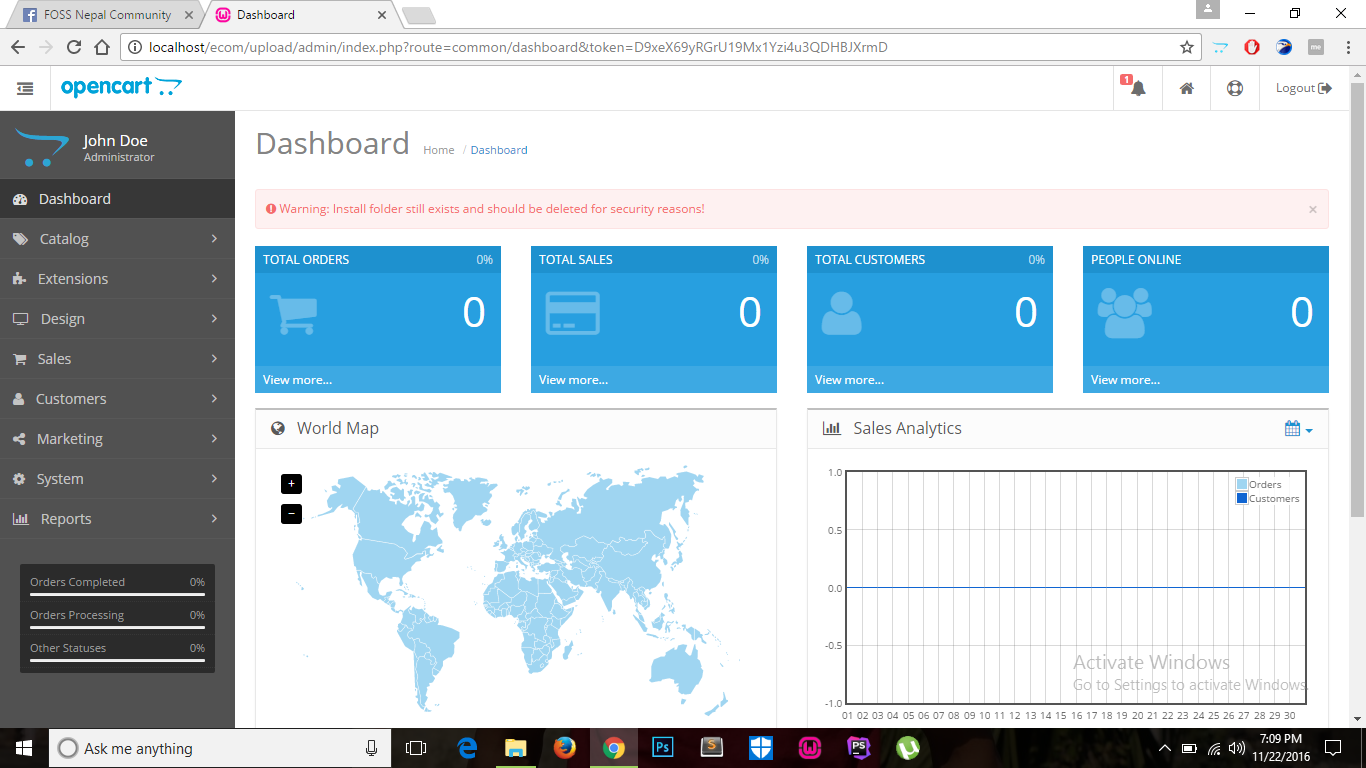 FOSS Nepal Community
Dashboard
localhost/ecom/upload/admin/index.php?route=common/dashboard&token=D9xeX69yRGrU19Mx1Yzi4u3QDHBJXrmD
me
opencart
1
Logout
John Doe
Administrator
Dashboard
Catalog
Extensions
Design
Sales
Customers
Marketing
System
Reports
Orders Completed 0%
Orders Processing 0%
Other Statuses 0%
Dashboard Home / Dashboard
Warning: Install folder still exists and should be deleted for security reasons! ×
TOTAL ORDERS 0%
0
View more...
TOTAL SALES 0%
0
View more...
TOTAL CUSTOMERS 0%
0
View more...
PEOPLE ONLINE
0
View more...
World Map
+
−
Sales Analytics
1.0
0.5
0.0
-0.5
-1.0
Orders
Customers
01 02 03 04 05 06 07 08 09 10 11 12 13 14 15 16 17 18 19 20 21 22 23 24 25 26 27 28 29 30
Activate Windows
Go to Settings to activate Windows.
Ask me anything
Ps
S
PS
7:09 PM
11/22/2016